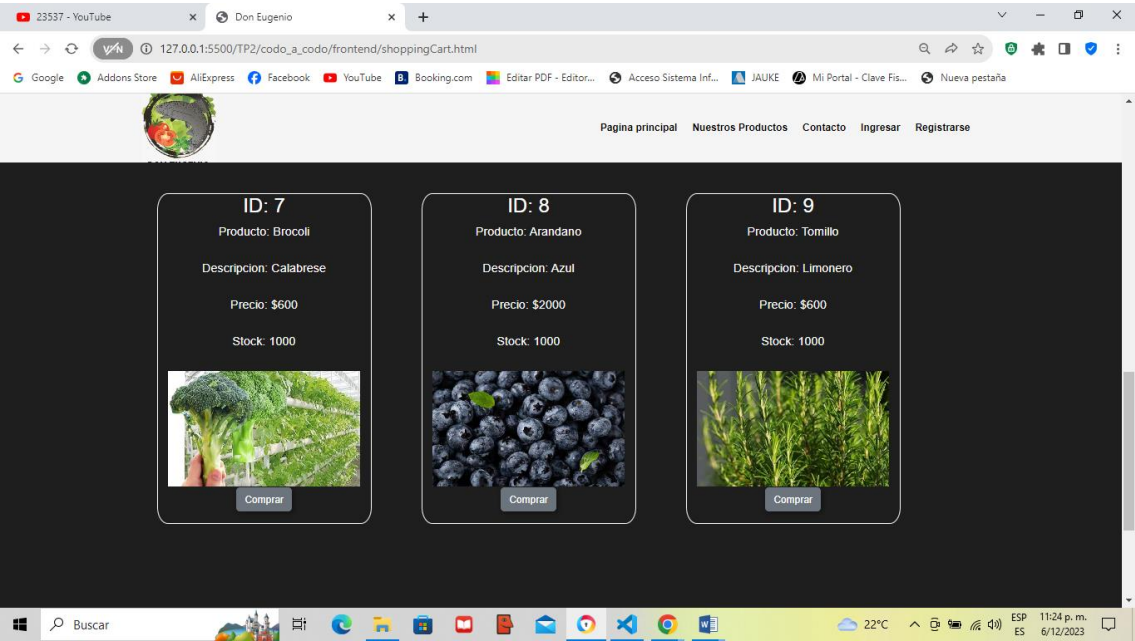 23537 - YouTube
Don Eugenio
VPN
127.0.0.1:5500/TP2/codo_a_codo/frontend/shoppingCart.html
Google
Addons Store
AliExpress
Facebook
YouTube
B.
Booking.com
Editar PDF - Editor...
Acceso Sistema Inf...
JAUKE
Mi Portal - Clave Fis...
Nueva pestaña
Pagina principal
Nuestros Productos
Contacto
Ingresar
Registrarse
ID: 7
Producto: Brocoli
Descripcion: Calabrese
Precio: $600
Stock: 1000
Comprar
ID: 8
Producto: Arandano
Descripcion: Azul
Precio: $2000
Stock: 1000
Comprar
ID: 9
Producto: Tomillo
Descripcion: Limonero
Precio: $600
Stock: 1000
Comprar
Buscar
22°C
ESP
ES
11:24 p. m.
6/12/2023